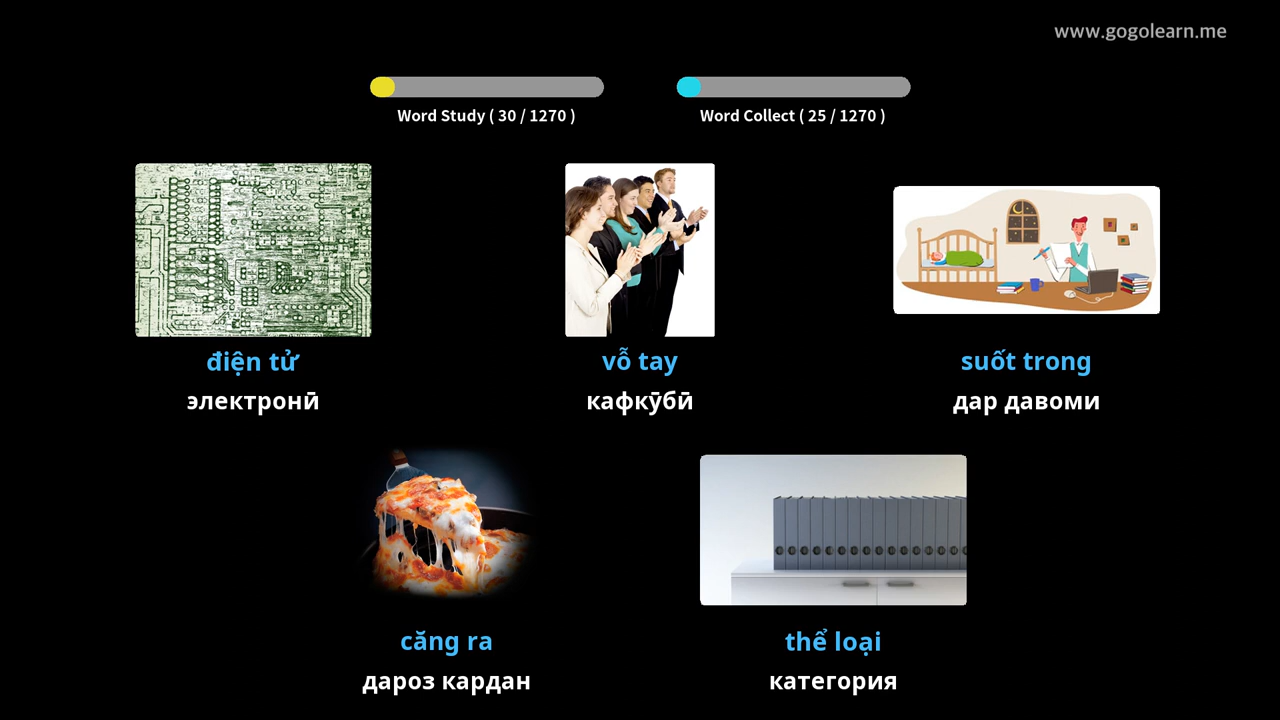 www.gogolearn.me
Word Study ( 30 / 1270 )
Word Collect ( 25 / 1270 )
điện tử
электронӣ
vỗ tay
кафкӯбӣ
suốt trong
дар давоми
căng ra
дароз кардан
thể loại
категория